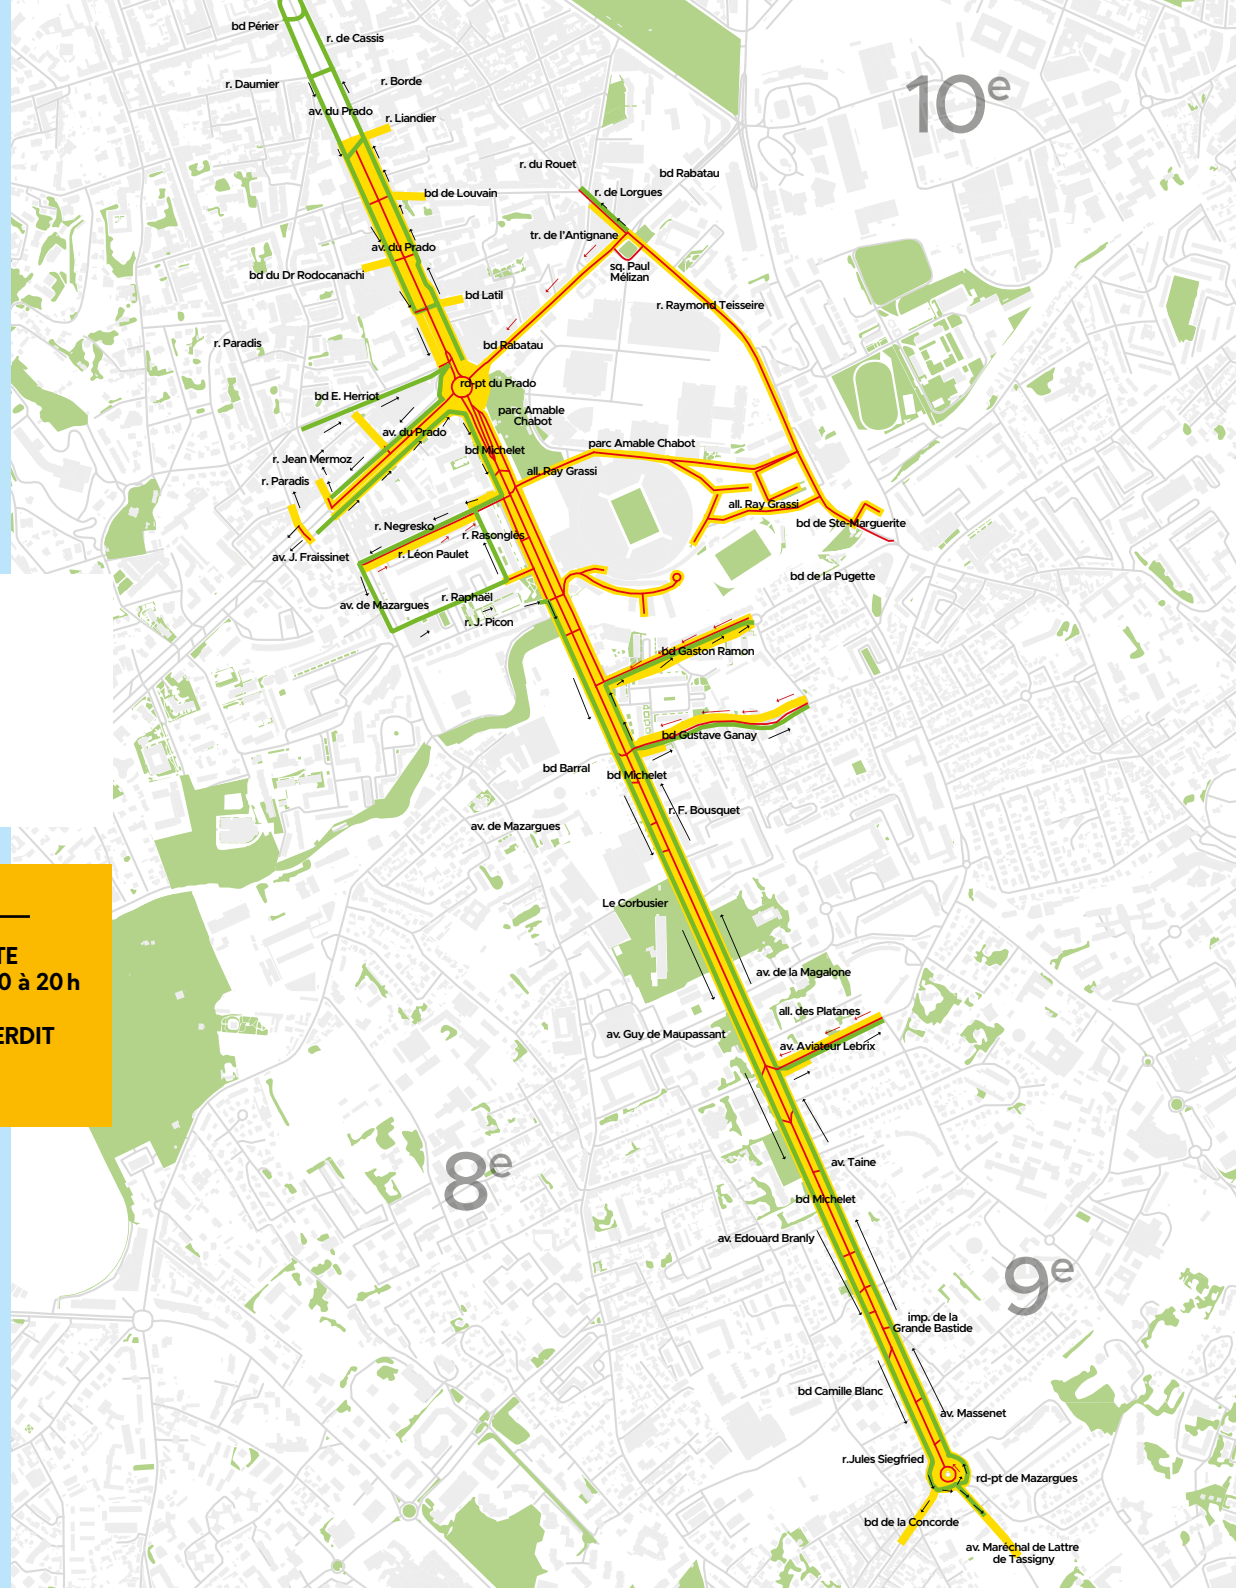 bd Périer
r. de Cassis
r. Daumier
r. Borde
av. du Prado
r. Liandier
10e
r. du Rouet
bd Rabatau
bd de Louvain
r. de Lorgues
tr. de l'Antignane
av. du Prado
sq. Paul
Mélizan
bd du Dr Rodocanachi
bd Latil
r. Raymond Teisseire
r. Paradis
bd Rabatau
rd-pt du Prado
bd E. Herriot
parc Amable
Chabot
av. du Prado
bd Michelet
parc Amable Chabot
r. Jean Mermoz
all. Ray Grassi
r. Paradis
all. Ray Grassi
r. Negresko
bd de Ste-Marguerite
r. Rasongles
av. J. Fraissinet
r. Léon Paulet
bd de la Pugette
r. Raphaël
av. de Mazargues
r. J. Picon
bd Gaston Ramon
bd Gustave Ganay
bd Barral
bd Michelet
r. F. Bousquet
av. de Mazargues
Le Corbusier
TE
0 à 20 h
ERDIT
av. de la Magalone
all. des Platanes
av. Guy de Maupassant
av. Aviateur Lebrix
8e
av. Taine
bd Michelet
av. Edouard Branly
9e
imp. de la
Grande Bastide
bd Camille Blanc
av. Massenet
r.Jules Siegfried
rd-pt de Mazargues
bd de la Concorde
av. Maréchal de Lattre
de Tassigny